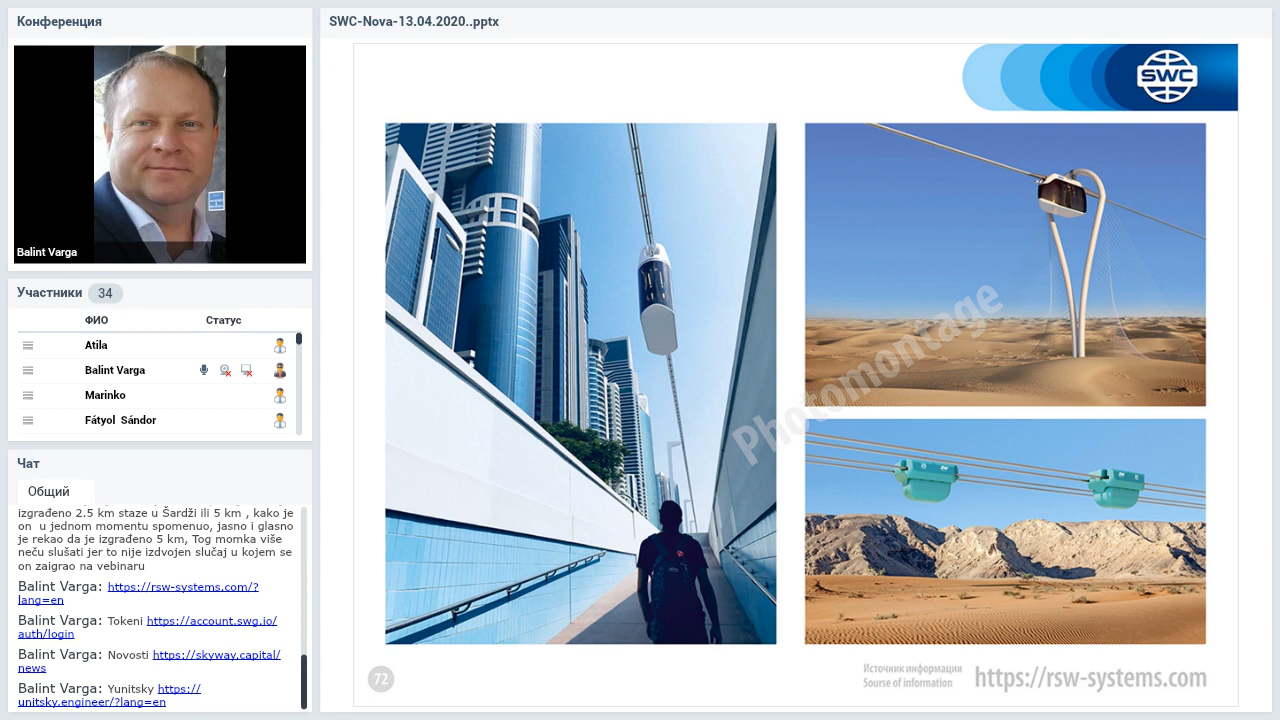 Конференция
Balint Varga
Участники 34
ФИО Статус
Atila
Balint Varga
Marinko
Fátyol Sándor
Чат
Общий
izgrađeno 2.5 km staze u Šardži ili 5 km , kako je
on u jednom momentu spomenuo, jasno i glasno
je rekao da je izgrađeno 5 km, Tog momka više
neču slušati jer to nije izdvojen slučaj u kojem se
on zaigrao na vebinaru
Balint Varga: https://rsw-systems.com/?
lang=en
Balint Varga: Tokeni https://account.swg.io/
auth/login
Balint Varga: Novosti https://skyway.capital/
news
Balint Varga: Yunitsky https://
unitsky.engineer/?lang=en
SWC-Nova-13.04.2020..pptx
SWC
Photomontage
72
Источник информации
Sourse of information
https://rsw-systems.com